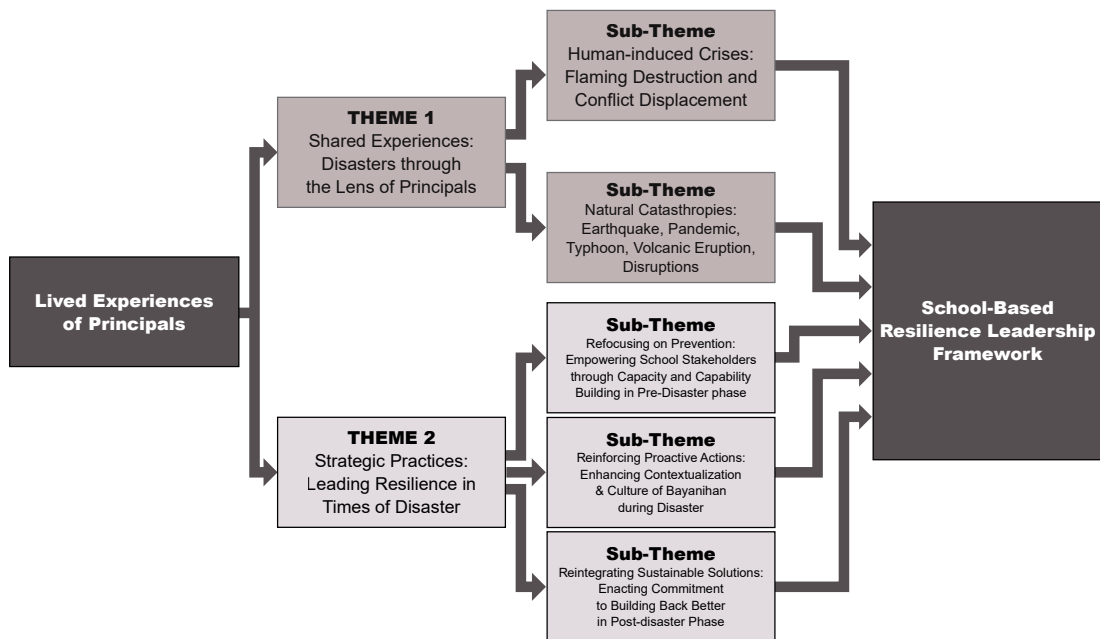 Lived Experiences
of Principals
THEME 1
Shared Experiences:
Disasters through
the Lens of Principals
THEME 2
Strategic Practices:
Leading Resilience in
Times of Disaster
Sub-Theme
Human-induced Crises:
Flaming Destruction and
Conflict Displacement
Sub-Theme
Natural Catasthropies:
Earthquake, Pandemic,
Typhoon, Volcanic Eruption,
Disruptions
Sub-Theme
Refocusing on Prevention:
Empowering School Stakeholders
through Capacity and Capability
Building in Pre-Disaster phase
Sub-Theme
Reinforcing Proactive Actions:
Enhancing Contextualization
& Culture of Bayanihan
during Disaster
Sub-Theme
Reintegrating Sustainable Solutions:
Enacting Commitment
to Building Back Better
in Post-disaster Phase
School-Based
Resilience Leadership
Framework